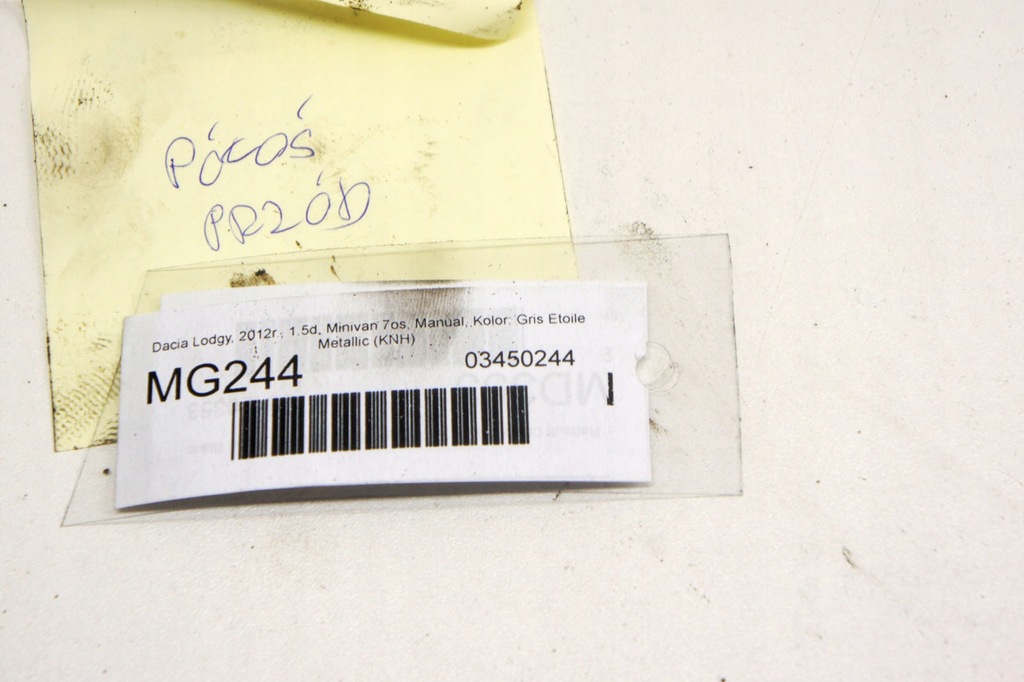 PÓŁOŚ
PRZÓD
Dacia Lodgy, 2012r., 1.5d, Minivan 7os, Manual, Kolor: Gris Etoile
Metallic (KNH)
MG244
03450244
I